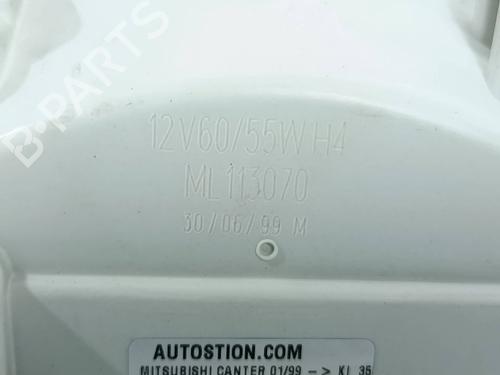 B-PARTS
12V60/55W H4
ML113070
30/06/99 M
AUTOSTION.COM
MITSUBISHI CANTER 01/99 -> KL 35